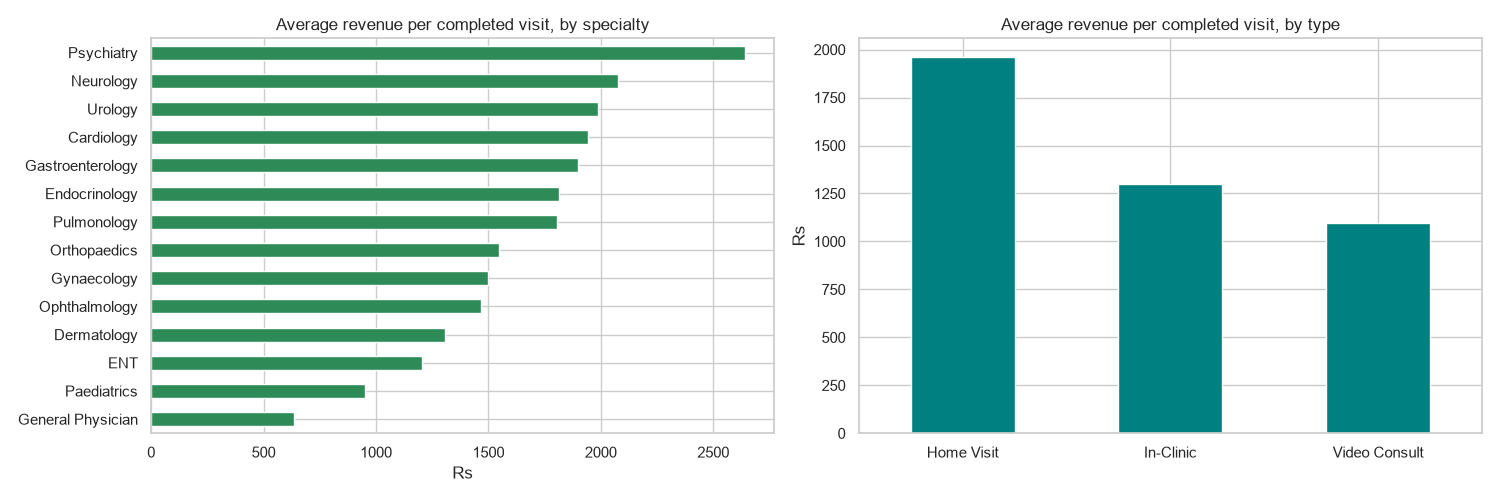 Average revenue per completed visit, by specialty
Psychiatry
Neurology
Urology
Cardiology
Gastroenterology
Endocrinology
Pulmonology
Orthopaedics
Gynaecology
Ophthalmology
Dermatology
ENT
Paediatrics
General Physician
0 500 1000 1500 2000 2500
Rs
Average revenue per completed visit, by type
2000
1750
1500
1250
1000
750
500
250
0
Rs
Home Visit In-Clinic Video Consult